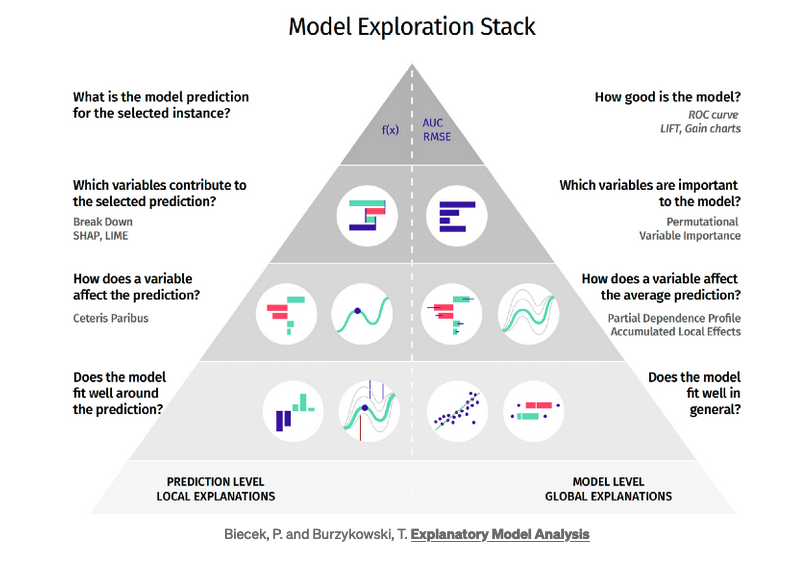 Model Exploration Stack
What is the model prediction
for the selected instance?
f(x)
AUC
RMSE
How good is the model?
ROC curve
LIFT, Gain charts
Which variables contribute to
the selected prediction?
Break Down
SHAP, LIME
Which variables are important
to the model?
Permutational
Variable Importance
How does a variable
affect the prediction?
Ceteris Paribus
How does a variable affect
the average prediction?
Partial Dependence Profile
Accumulated Local Effects
Does the model
fit well around
the prediction?
Does the model
fit well in
general?
PREDICTION LEVEL
LOCAL EXPLANATIONS
MODEL LEVEL
GLOBAL EXPLANATIONS
Biecek, P. and Burzykowski, T. Explanatory Model Analysis